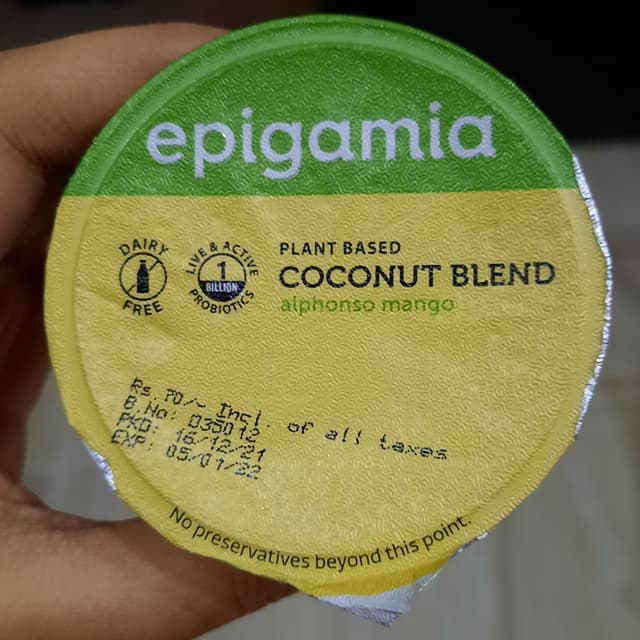 epigamia
DAIRY
FREE
LIVE & ACTIVE
1
BILLION
PROBIOTICS
PLANT BASED
COCONUT BLEND
alphonso mango
Rs 70/- Incl. of all taxes
B.No: 035012
PKD: 16/12/21
EXP: 05/01/22
No preservatives beyond this point.